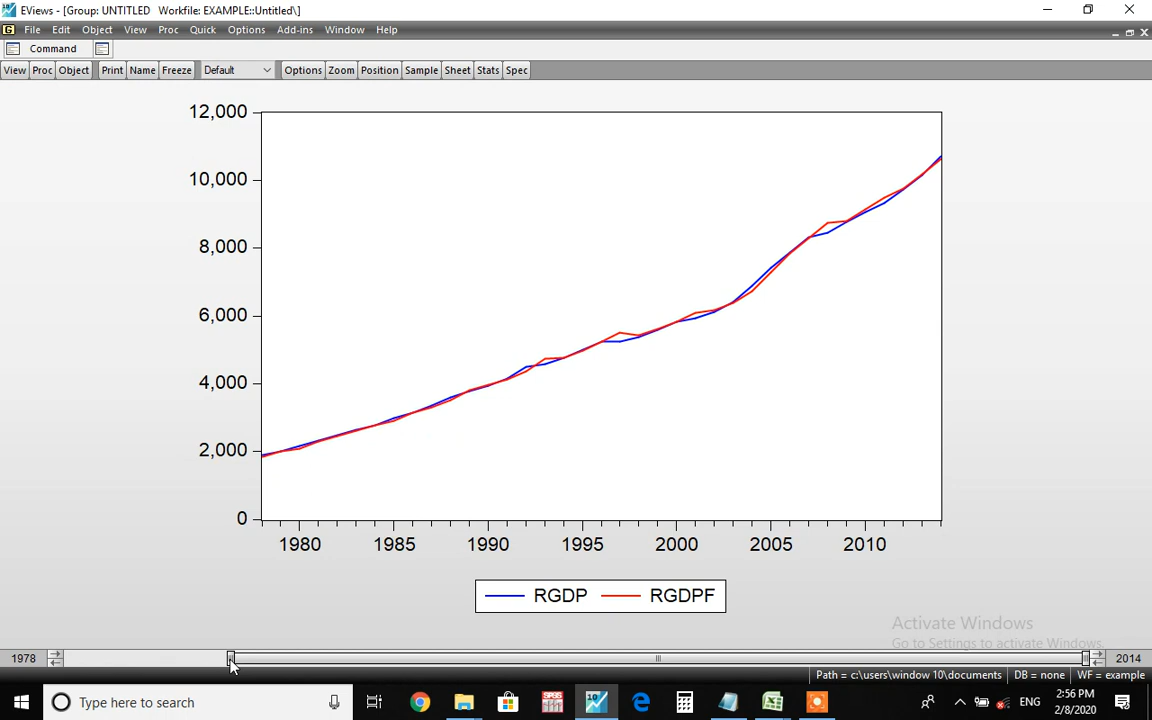 EViews - [Group: UNTITLED Workfile: EXAMPLE::Untitled\]
File Edit Object View Proc Quick Options Add-ins Window Help
Command
View Proc Object Print Name Freeze Default Options Zoom Position Sample Sheet Stats Spec
12,000
10,000
8,000
6,000
4,000
2,000
0
1980 1985 1990 1995 2000 2005 2010
RGDP RGDPF
Activate Windows
Go to Settings to activate Windows.
1978 2014
Path = c:\users\window 10\documents DB = none WF = example
Type here to search
SPSS
10
ENG
2:56 PM
2/8/2020